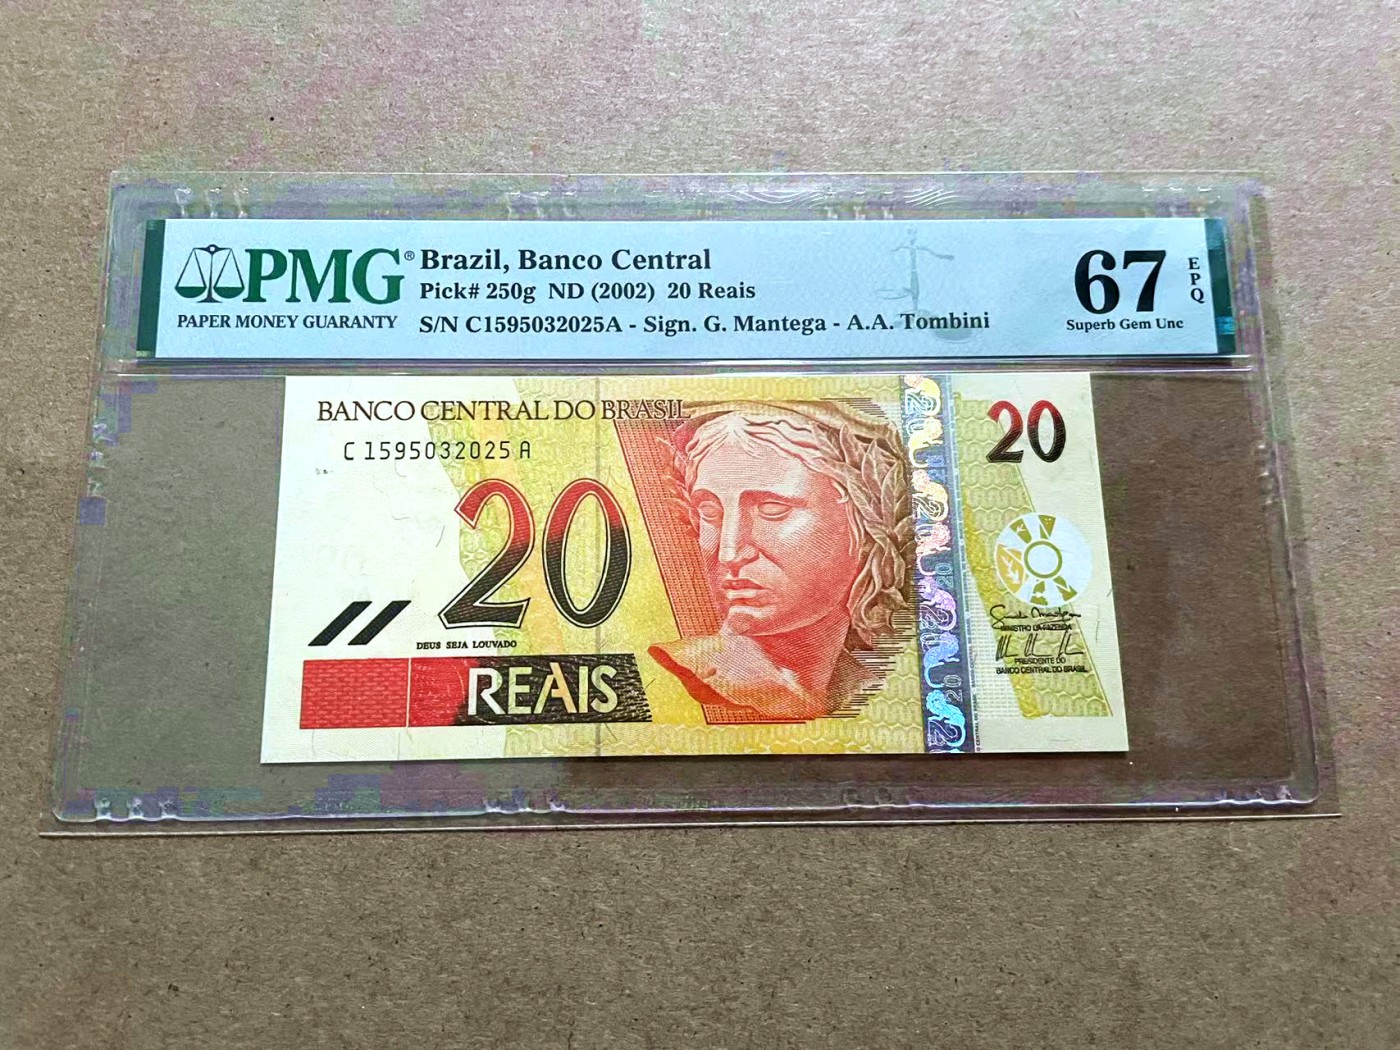 PMG®
PAPER MONEY GUARANTY
Brazil, Banco Central
Pick# 250g ND (2002) 20 Reais
S/N C1595032025A - Sign. G. Mantega - A.A. Tombini
67
EPQ
Superb Gem Unc
BANCO CENTRAL DO BRASIL
C 1595032025 A
20
DEUS SEJA LOUVADO
REAIS
20
MINISTRO DA FAZENDA
PRESIDENTE DO
BANCO CENTRAL DO BRASIL